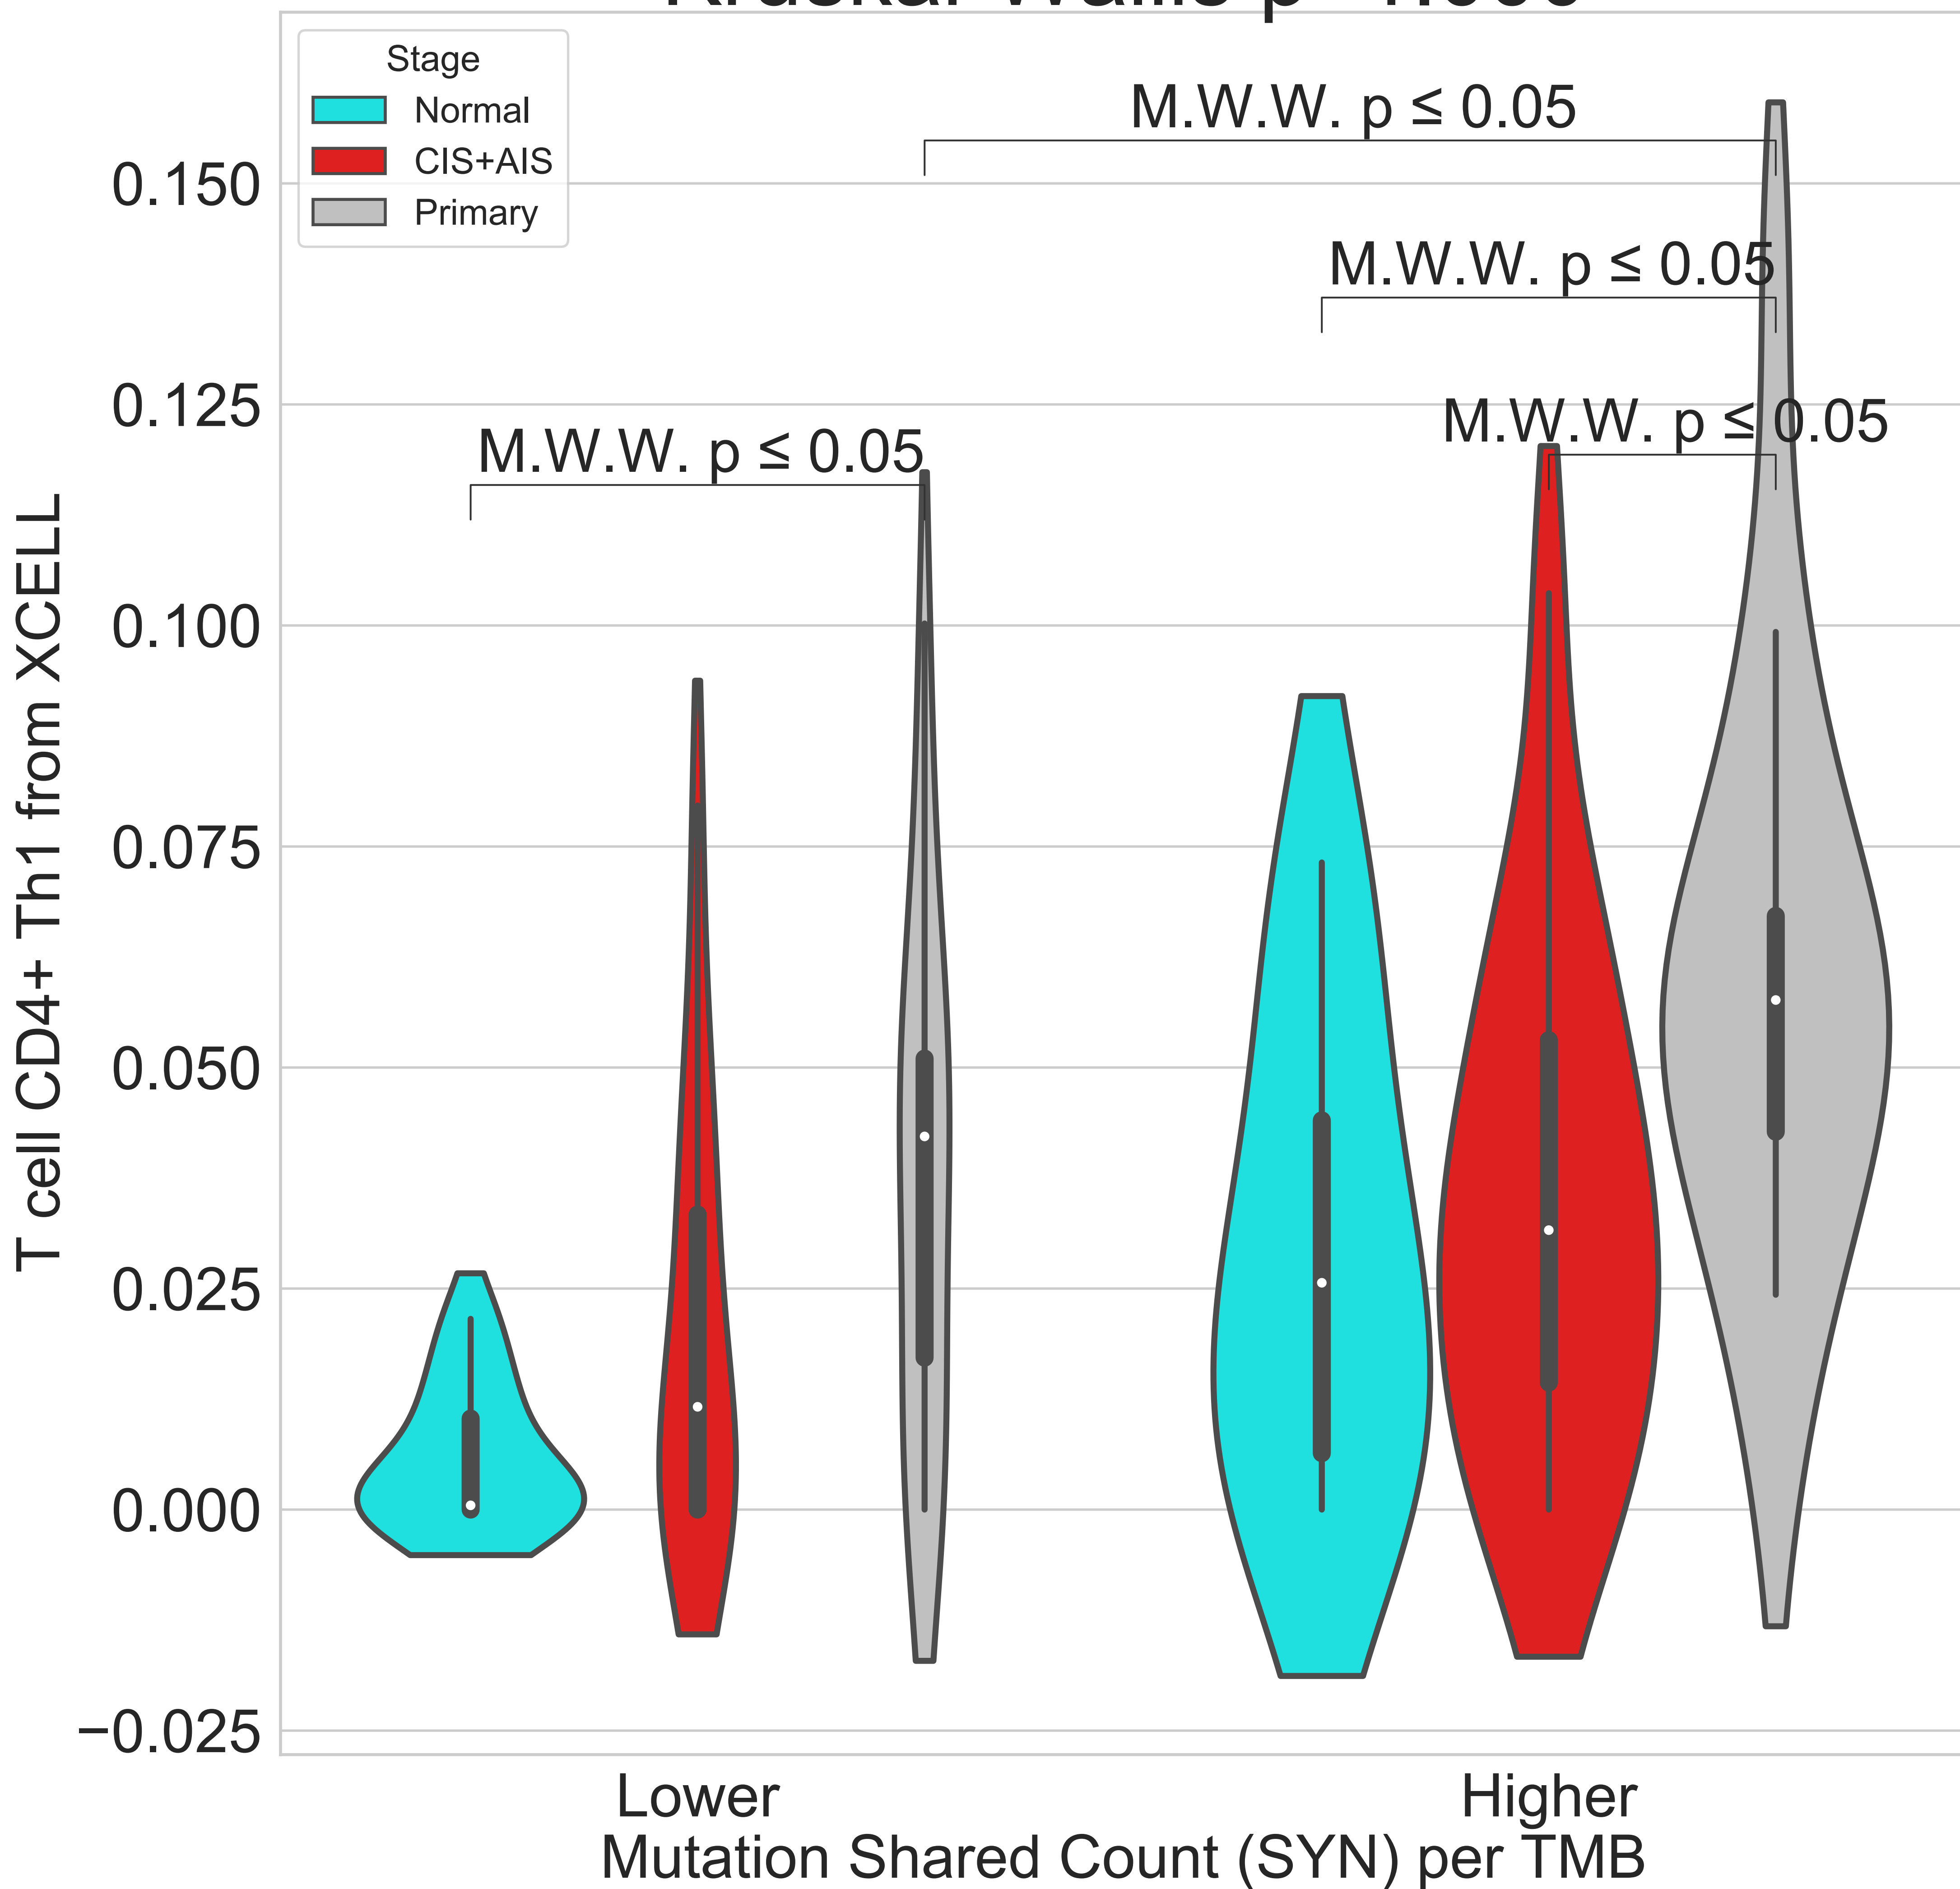 Stage
Normal
CIS+AIS
Primary
M.W.W. p ≤ 0.05
M.W.W. p ≤ 0.05
M.W.W. p ≤ 0.05
M.W.W. p ≤ 0.05
0.150
0.125
0.100
0.075
0.050
0.025
0.000
−0.025
T cell CD4+ Th1 from XCELL
Lower
Higher
Mutation Shared Count (SYN) per TMB